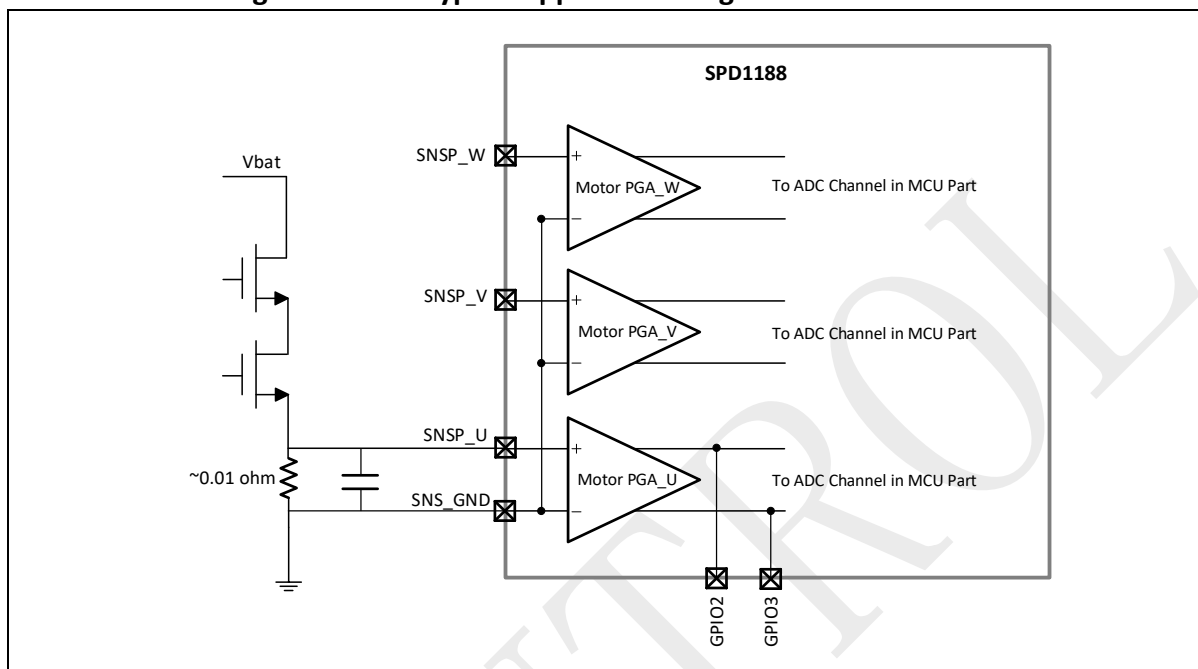 SPD1188
Vbat
SNSP_W
+
Motor PGA_W
−
To ADC Channel in MCU Part
SNSP_V
+
Motor PGA_V
−
To ADC Channel in MCU Part
SNSP_U
+
~0.01 ohm
Motor PGA_U
To ADC Channel in MCU Part
SNS_GND
−
GPIO2
GPIO3
NTROL